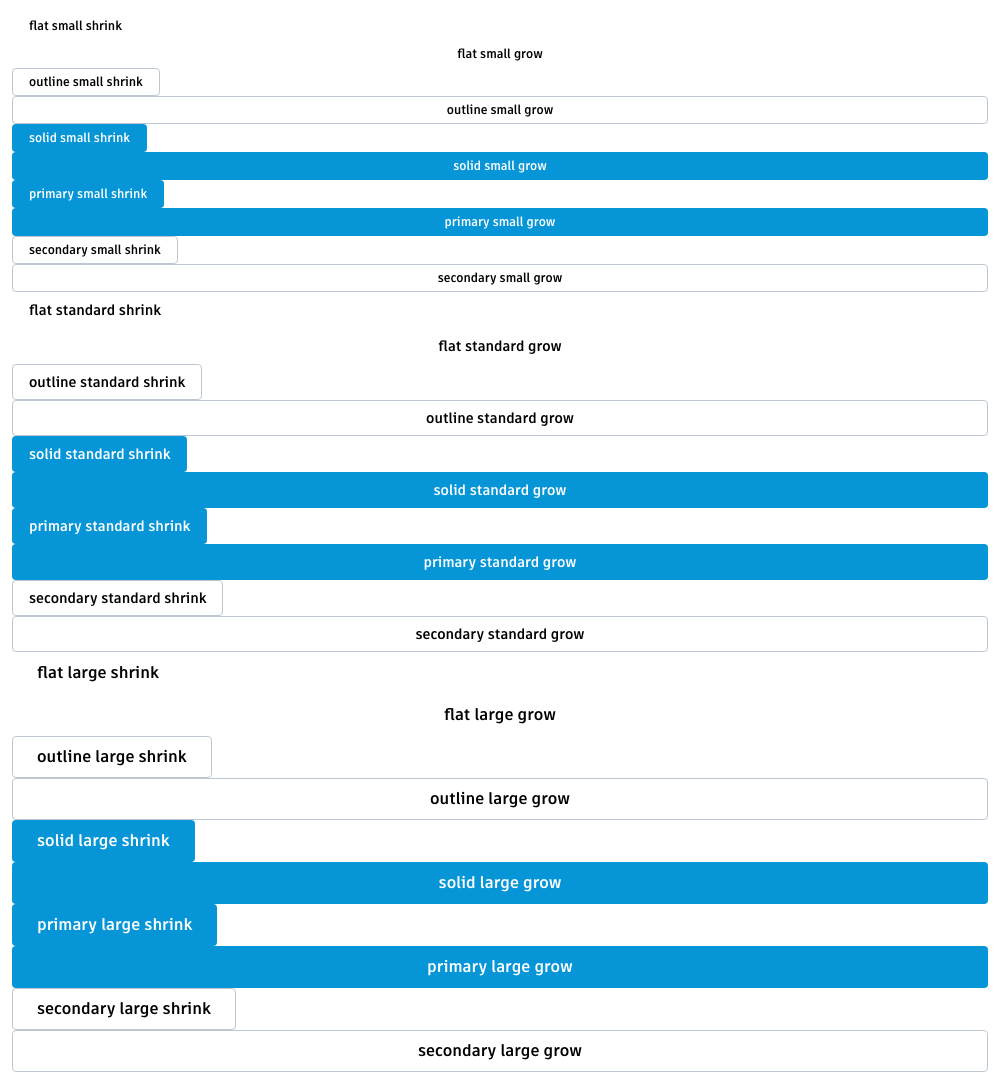 flat small shrink
flat small grow
outline small shrink
outline small grow
solid small shrink
solid small grow
primary small shrink
primary small grow
secondary small shrink
secondary small grow
flat standard shrink
flat standard grow
outline standard shrink
outline standard grow
solid standard shrink
solid standard grow
primary standard shrink
primary standard grow
secondary standard shrink
secondary standard grow
flat large shrink
flat large grow
outline large shrink
outline large grow
solid large shrink
solid large grow
primary large shrink
primary large grow
secondary large shrink
secondary large grow